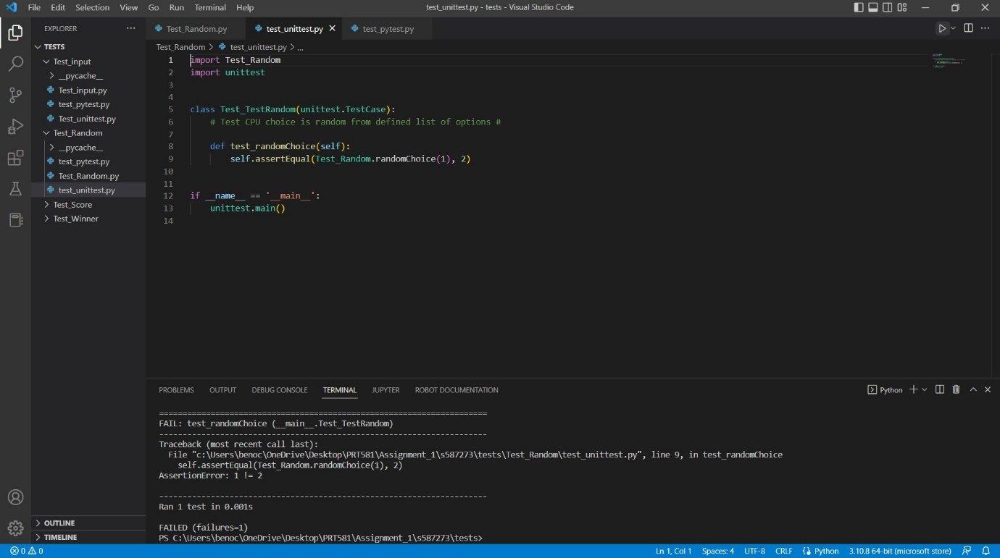 File Edit Selection View Go Run Terminal Help test_unittest.py - tests - Visual Studio Code
EXPLORER
TESTS
Test_input
__pycache__
Test_input.py
test_pytest.py
Test_unittest.py
Test_Random
__pycache__
test_pytest.py
Test_Random.py
test_unittest.py
Test_Score
Test_Winner
OUTLINE
TIMELINE
Test_Random.py test_unittest.py test_pytest.py
Test_Random > test_unittest.py > ...
1 import Test_Random
2 import unittest
3
4
5 class Test_TestRandom(unittest.TestCase):
6 # Test CPU choice is random from defined list of options #
7
8 def test_randomChoice(self):
9 self.assertEqual(Test_Random.randomChoice(1), 2)
10
11
12 if __name__ == '__main__':
13 unittest.main()
14
PROBLEMS OUTPUT DEBUG CONSOLE TERMINAL JUPYTER ROBOT DOCUMENTATION Python
======================================================================
FAIL: test_randomChoice (__main__.Test_TestRandom)
----------------------------------------------------------------------
Traceback (most recent call last):
File "c:\Users\benoc\OneDrive\Desktop\PRT581\Assignment_1\s587273\tests\Test_Random\test_unittest.py", line 9, in test_randomChoice
self.assertEqual(Test_Random.randomChoice(1), 2)
AssertionError: 1 != 2
----------------------------------------------------------------------
Ran 1 test in 0.001s
FAILED (failures=1)
PS C:\Users\benoc\OneDrive\Desktop\PRT581\Assignment_1\s587273\tests>
0 0 Ln 1, Col 1 Spaces: 4 UTF-8 CRLF Python 3.10.8 64-bit (microsoft store)